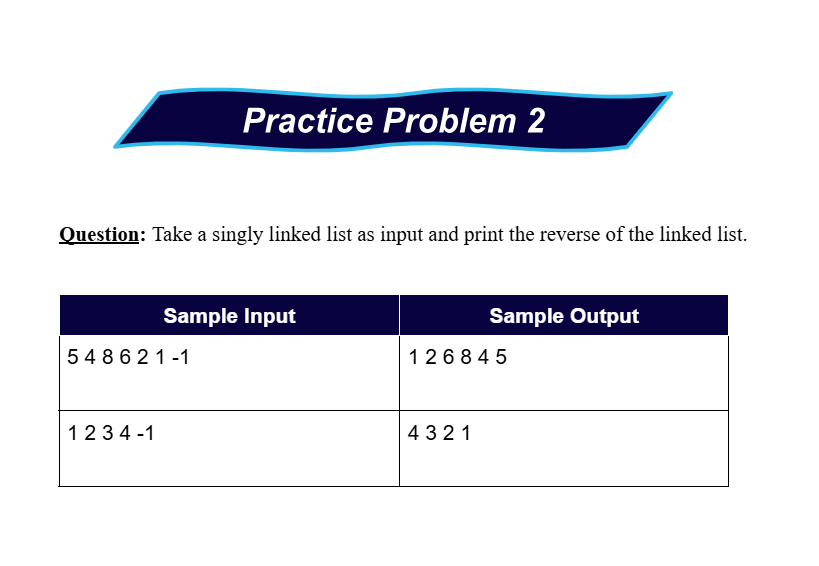 Practice Problem 2
Question: Take a singly linked list as input and print the reverse of the linked list.
Sample Input Sample Output
5 4 8 6 2 1 -1 1 2 6 8 4 5
1 2 3 4 -1 4 3 2 1